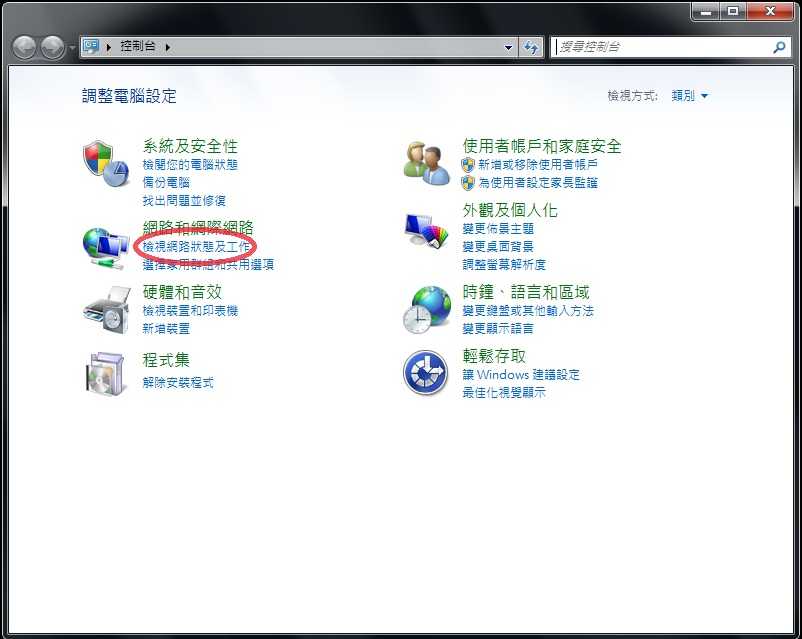 控制台
搜尋控制台
調整電腦設定
檢視方式: 類別
系統及安全性
檢閱您的電腦狀態
備份電腦
找出問題並修復
網路和網際網路
檢視網路狀態及工作
選擇家用群組和共用選項
硬體和音效
檢視裝置和印表機
新增裝置
程式集
解除安裝程式
使用者帳戶和家庭安全
新增或移除使用者帳戶
為使用者設定家長監護
外觀及個人化
變更佈景主題
變更桌面背景
調整螢幕解析度
時鐘、語言和區域
變更鍵盤或其他輸入方法
變更顯示語言
輕鬆存取
讓 Windows 建議設定
最佳化視覺顯示